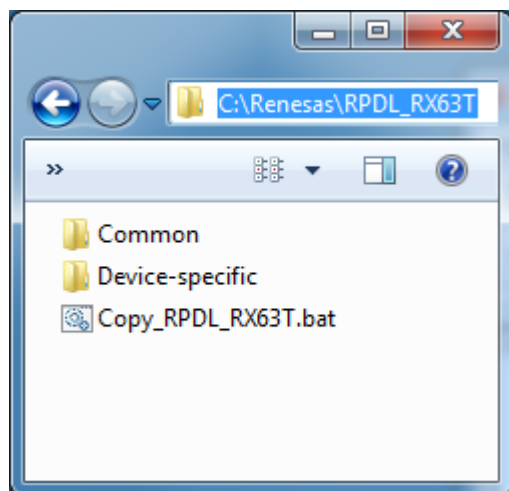 C:\Renesas\RPDL_RX63T
»
?
Common
Device-specific
Copy_RPDL_RX63T.bat